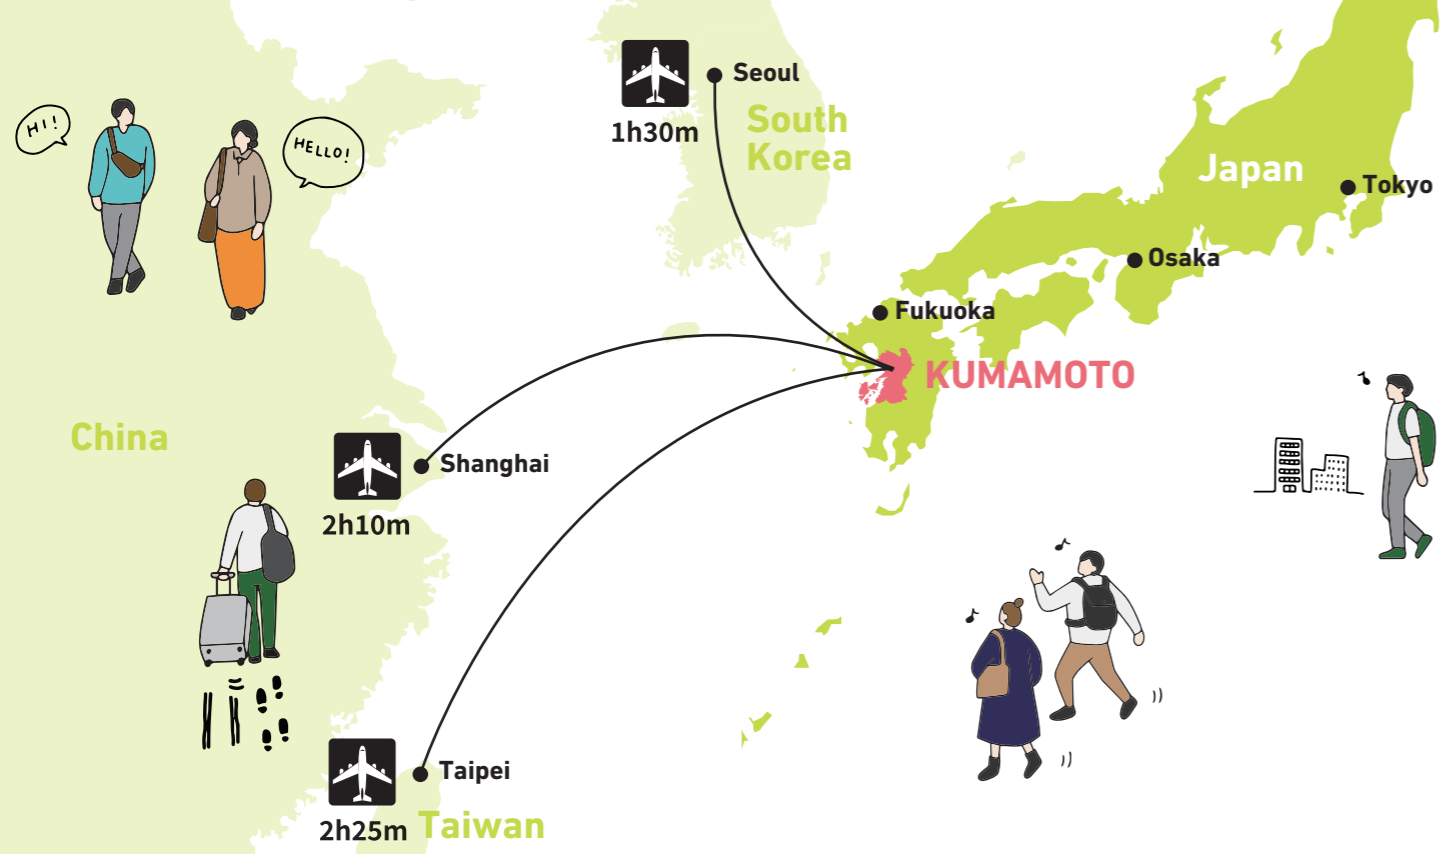 HI!
HELLO!
1h30m
Seoul
South
Korea
Japan
Tokyo
Osaka
Fukuoka
KUMAMOTO
China
Shanghai
2h10m
Taipei
2h25m
Taiwan